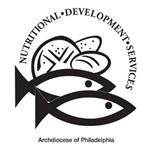 NUTRITIONAL•DEVELOPMENT•SERVICES
Archdiocese of Philadelphia